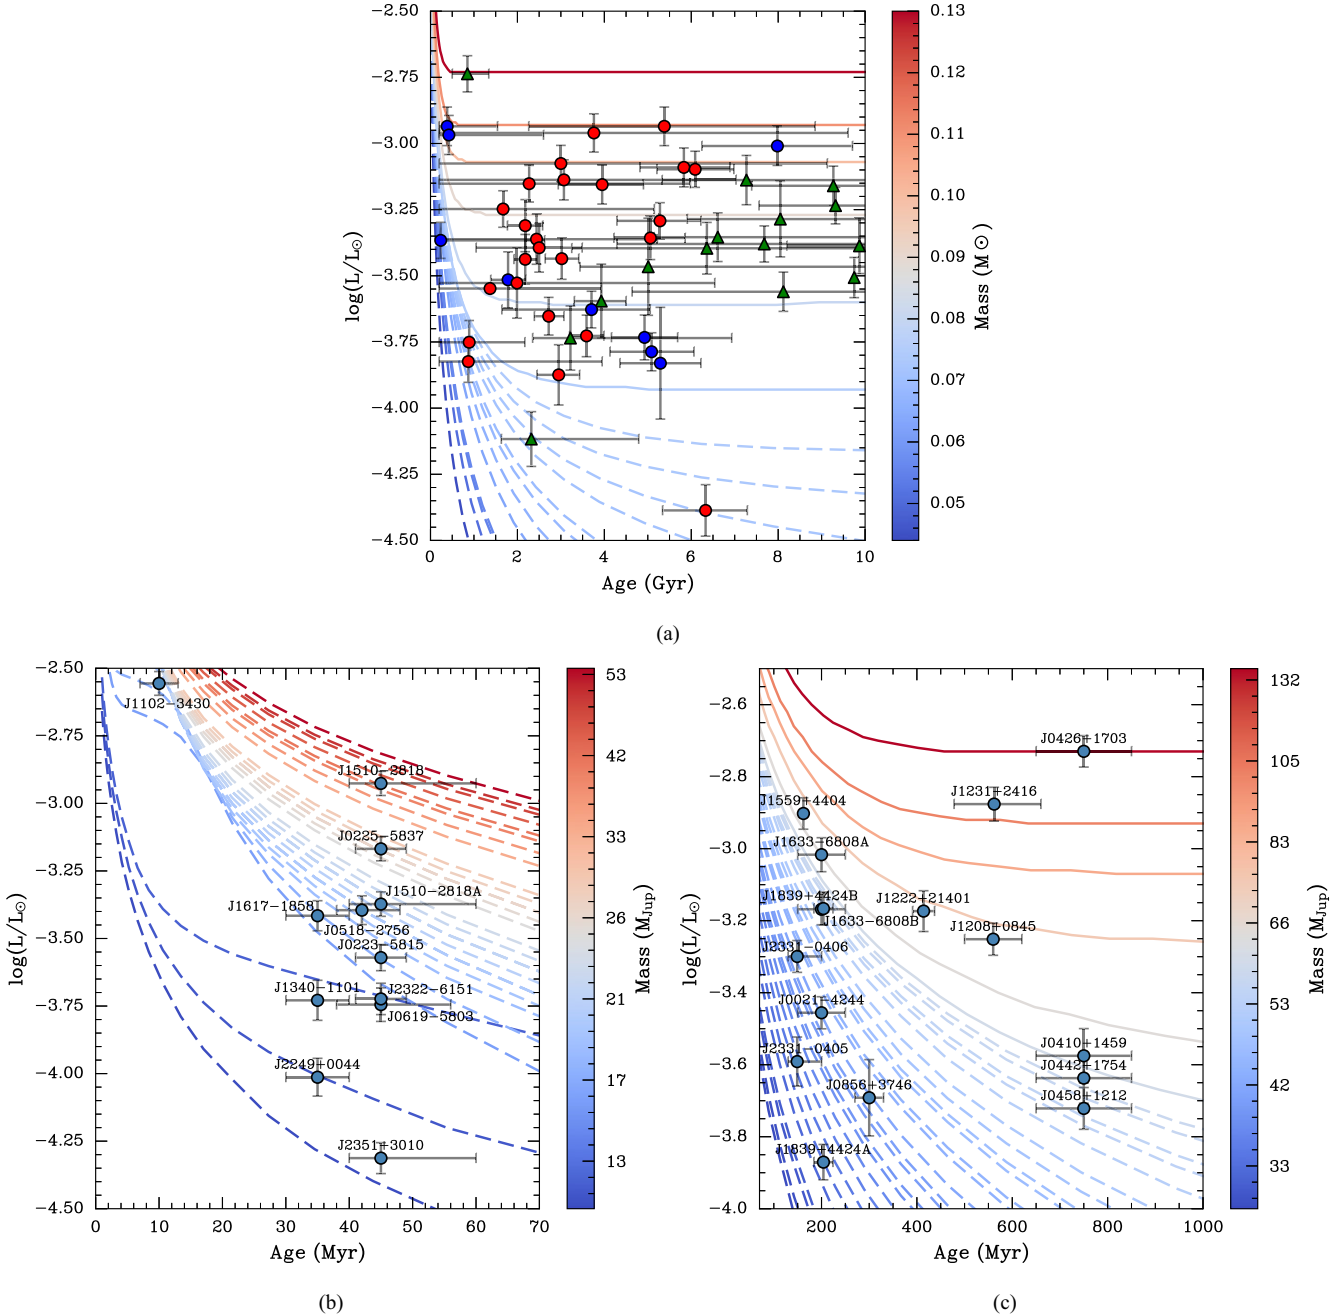 −2.50
−2.75
−3.00
−3.25
−3.50
−3.75
−4.00
−4.25
−4.50
log(L/L⊙)
0 2 4 6 8 10
Age (Gyr)
0.13
0.12
0.11
0.10
0.09
0.08
0.07
0.06
0.05
Mass (M⊙)
(a)
−2.50
−2.75
−3.00
−3.25
−3.50
−3.75
−4.00
−4.25
−4.50
log(L/L⊙)
J1102−3430
J1510−2818
J0225−5837
J1510−2818A
J1617−1858
J0518−2756
J0223−5815
J1340−1101
J2322−6151
J0619−5803
J2249+0044
J2351+3010
0 10 20 30 40 50 60 70
Age (Myr)
53
42
33
26
21
17
13
Mass (MJup)
(b)
−2.6
−2.8
−3.0
−3.2
−3.4
−3.6
−3.8
−4.0
log(L/L⊙)
J0426+1703
J1231+2416
J1559+4404
J1633−6808A
J1839+4424B
J1222+21401
J1633−6808B
J1208+0845
J2331−0406
J0021−4244
J2331−0405
J0410+1459
J0442+1754
J0856+3746
J0458+1212
J1839+4424A
200 400 600 800 1000
Age (Myr)
132
105
83
66
53
42
33
Mass (MJup)
(c)